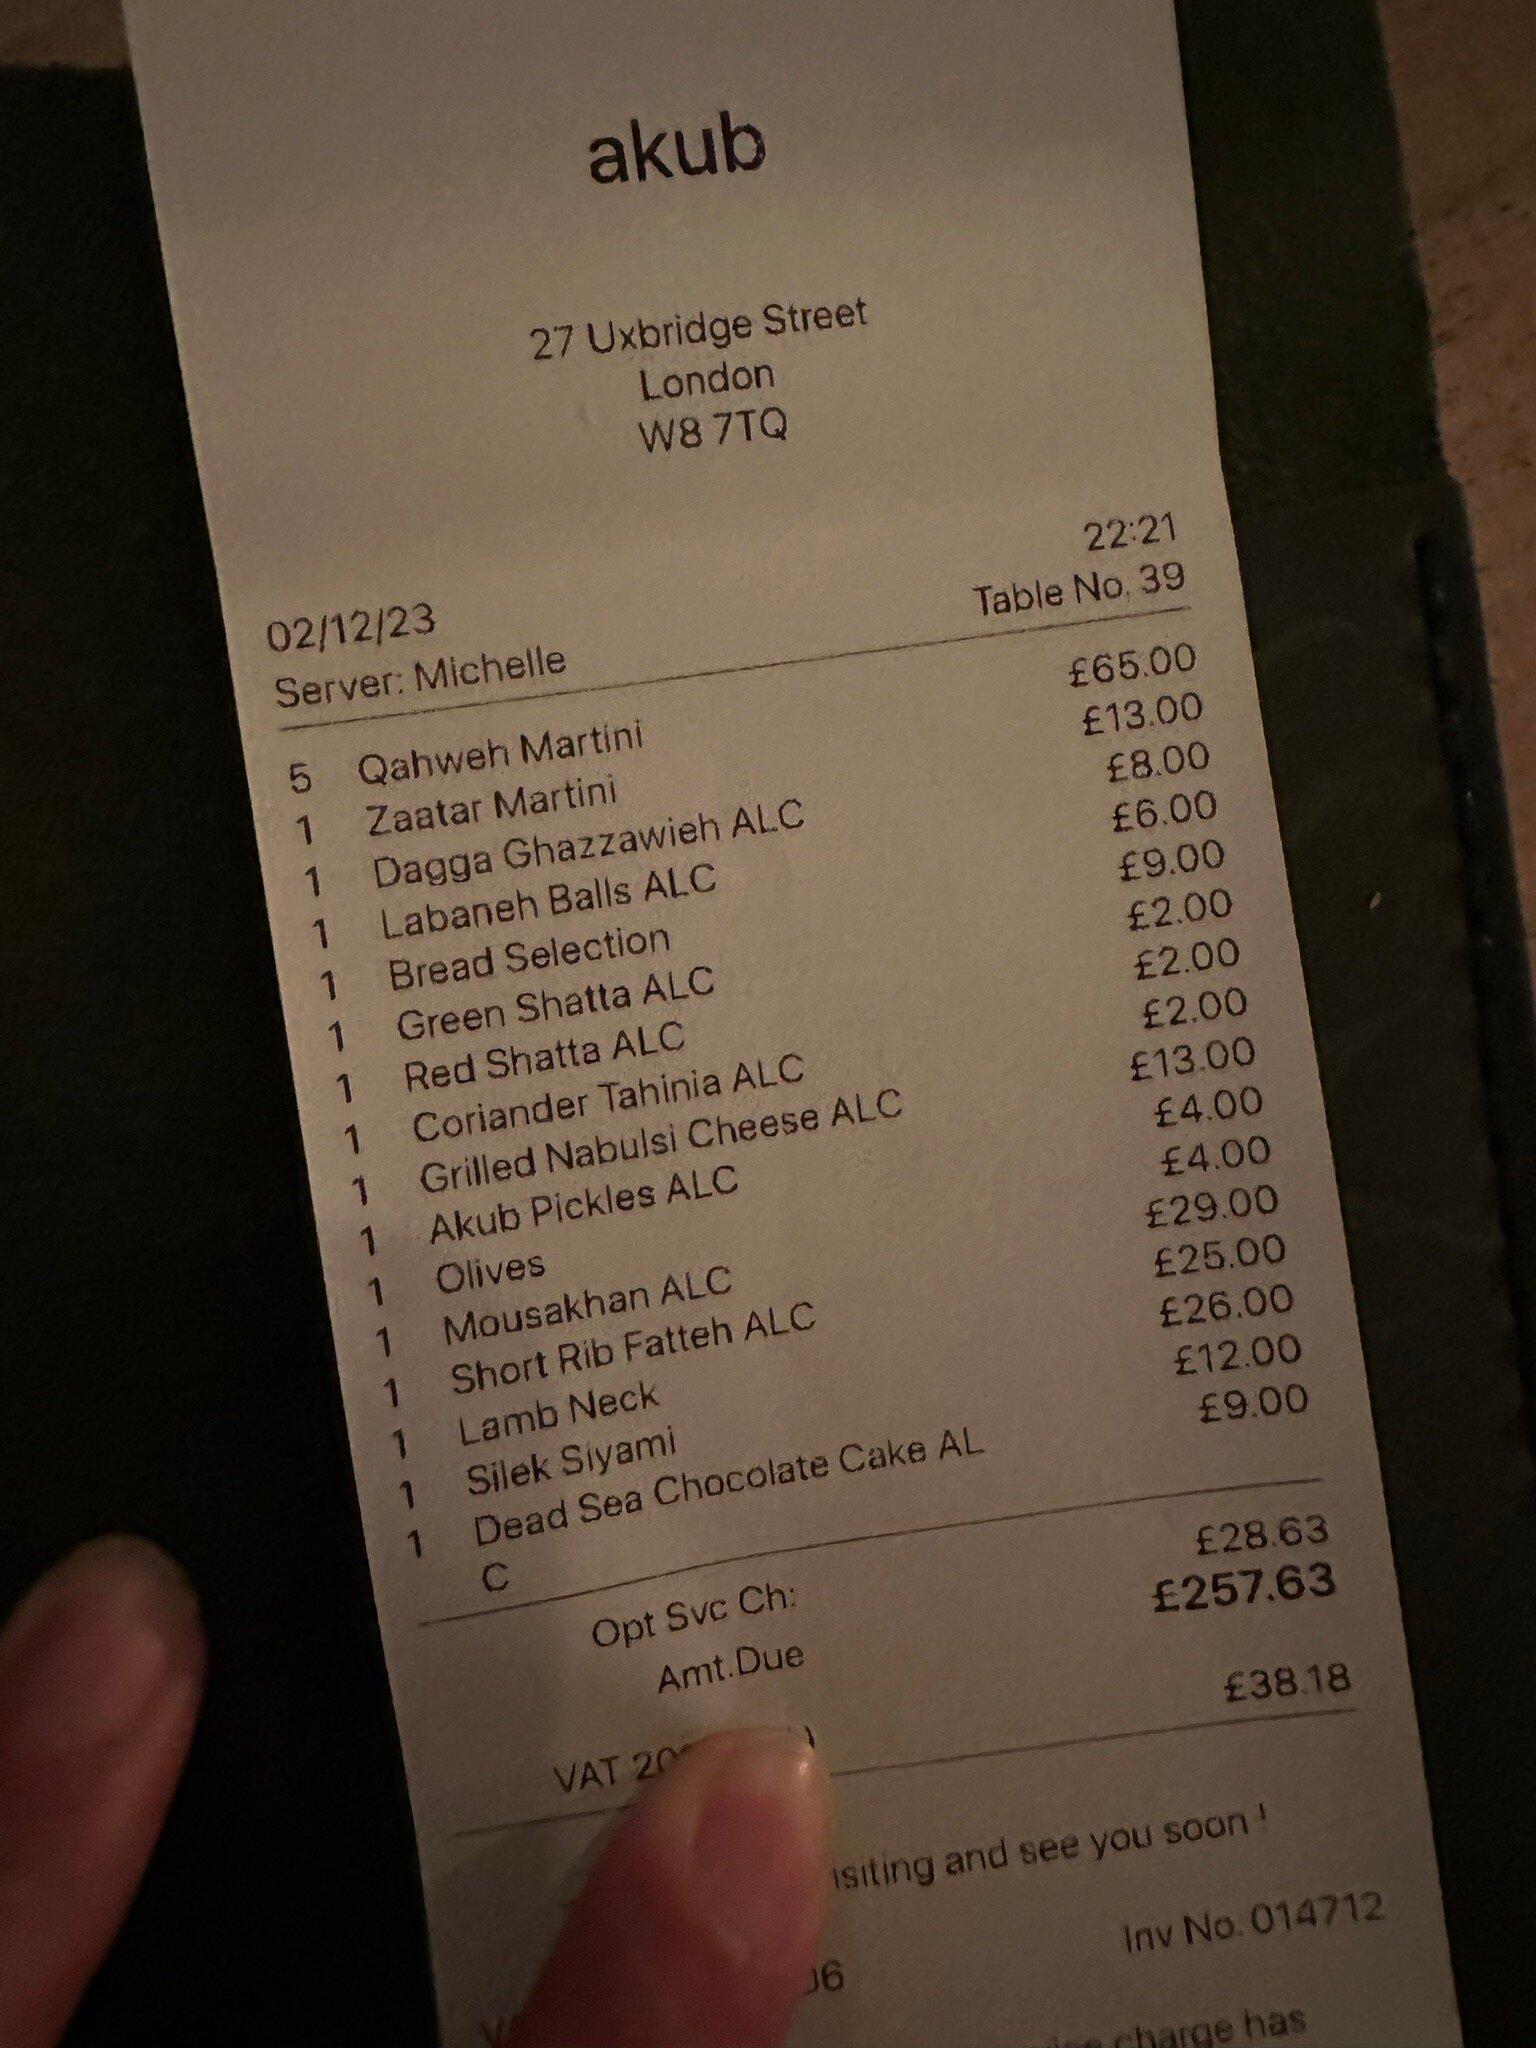 akub
27 Uxbridge Street
London
W8 7TQ
22:21
02/12/23 Table No. 39
Server: Michelle
5 Qahweh Martini £65.00
1 Zaatar Martini £13.00
1 Dagga Ghazzawieh ALC £8.00
1 Labaneh Balls ALC £6.00
1 Bread Selection £9.00
1 Green Shatta ALC £2.00
1 Red Shatta ALC £2.00
1 Coriander Tahinia ALC £2.00
1 Grilled Nabulsi Cheese ALC £13.00
1 Akub Pickles ALC £4.00
1 Olives £4.00
1 Mousakhan ALC £29.00
1 Short Rib Fatteh ALC £25.00
1 Lamb Neck £26.00
1 Silek Siyami £12.00
1 Dead Sea Chocolate Cake AL £9.00
C
Opt Svc Ch: £28.63
Amt.Due £257.63
VAT £38.18
and see you soon !
Inv No. 014712
charge has